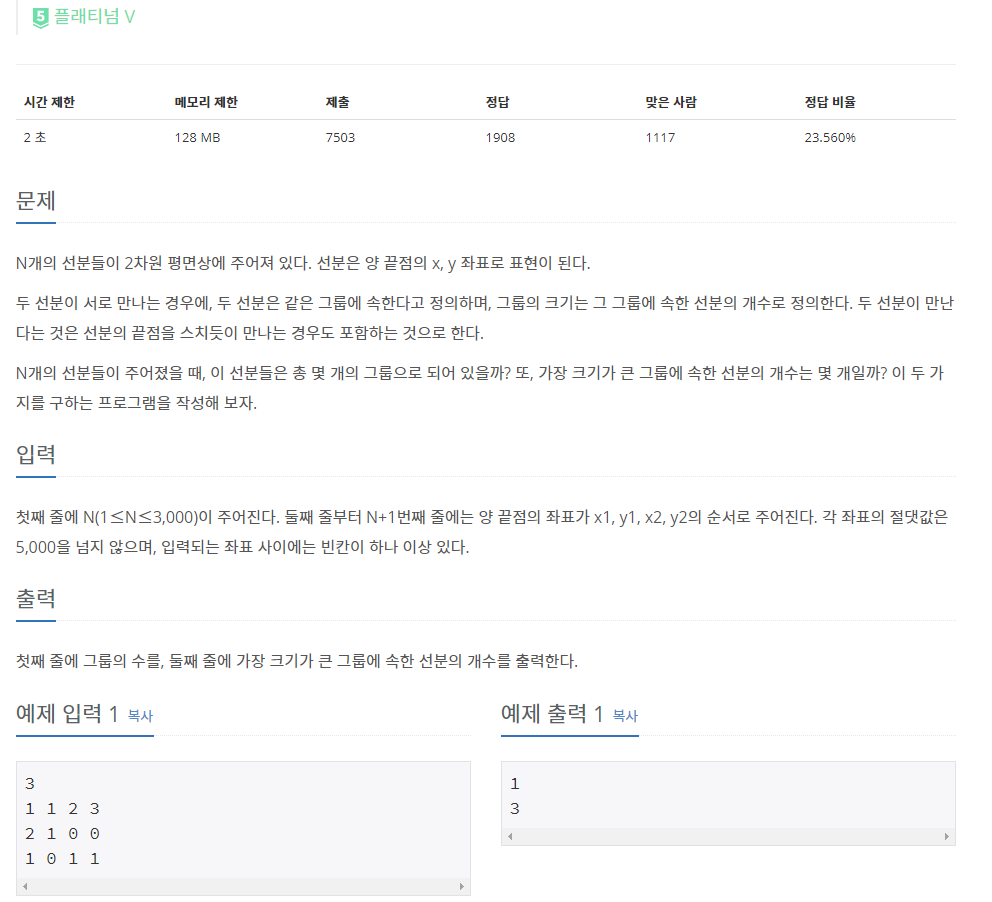 5 플래티넘 V
시간 제한 메모리 제한 제출 정답 맞은 사람 정답 비율
2 초 128 MB 7503 1908 1117 23.560%
문제
N개의 선분들이 2차원 평면상에 주어져 있다. 선분은 양 끝점의 x, y 좌표로 표현이 된다.
두 선분이 서로 만나는 경우에, 두 선분은 같은 그룹에 속한다고 정의하며, 그룹의 크기는 그 그룹에 속한 선분의 개수로 정의한다. 두 선분이 만난
다는 것은 선분의 끝점을 스치듯이 만나는 경우도 포함하는 것으로 한다.
N개의 선분들이 주어졌을 때, 이 선분들은 총 몇 개의 그룹으로 되어 있을까? 또, 가장 크기가 큰 그룹에 속한 선분의 개수는 몇 개일까? 이 두 가
지를 구하는 프로그램을 작성해 보자.
입력
첫째 줄에 N(1≤N≤3,000)이 주어진다. 둘째 줄부터 N+1번째 줄에는 양 끝점의 좌표가 x1, y1, x2, y2의 순서로 주어진다. 각 좌표의 절댓값은
5,000을 넘지 않으며, 입력되는 좌표 사이에는 빈칸이 하나 이상 있다.
출력
첫째 줄에 그룹의 수를, 둘째 줄에 가장 크기가 큰 그룹에 속한 선분의 개수를 출력한다.
예제 입력 1 복사
3
1 1 2 3
2 1 0 0
1 0 1 1
예제 출력 1 복사
1
3